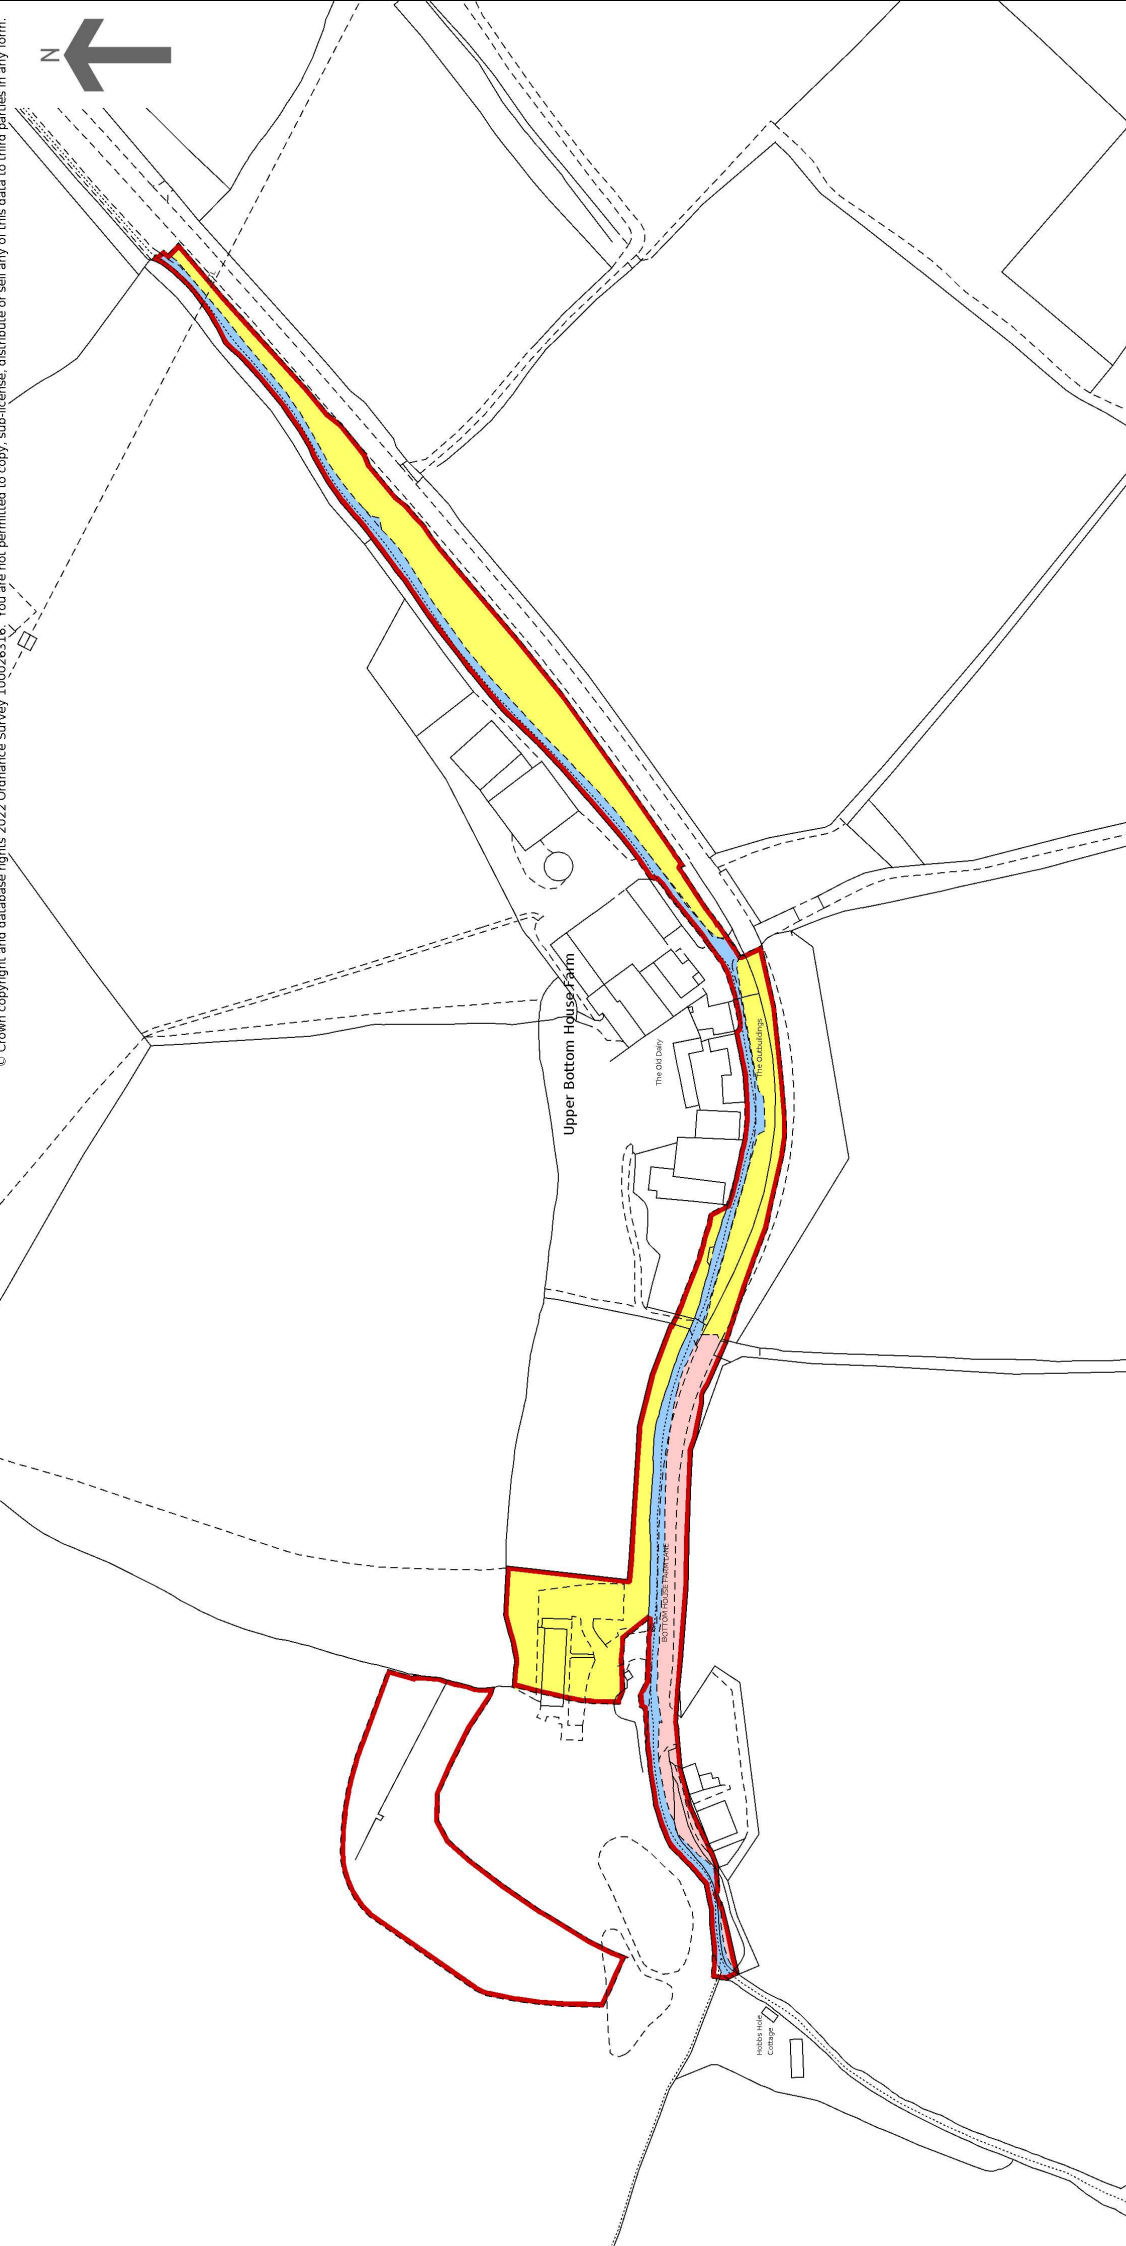 N
© Crown copyright and database rights 2022 Ordnance Survey 100026316. You are not permitted to copy, sub-license, distribute or sell any of this data to third parties in any form.
Upper Bottom House Farm
The Old Dairy
The Outbuildings
BOTTOM HOUSE FARM LANE
Hobbs Hole
Cottage